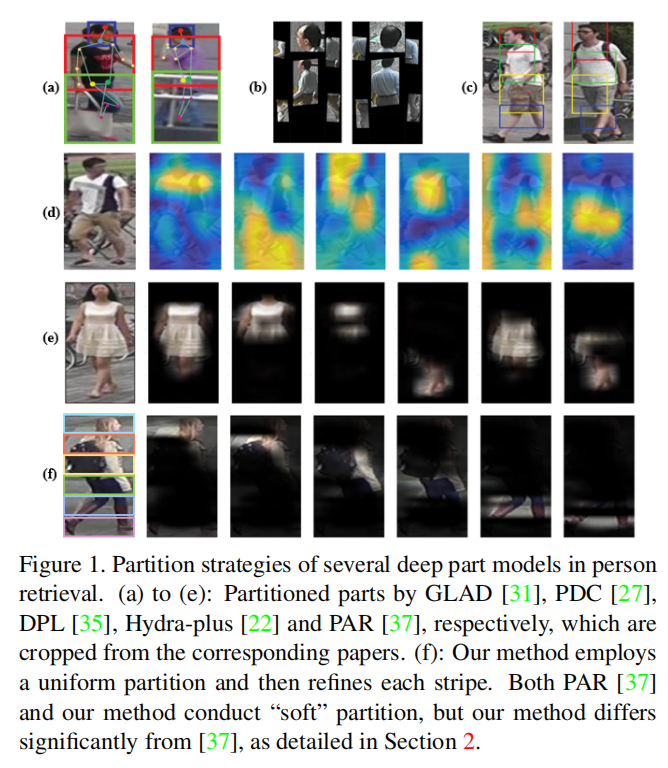 (a)
(b)
(c)
(d)
(e)
(f)
Figure 1. Partition strategies of several deep part models in person
retrieval. (a) to (e): Partitioned parts by GLAD [31], PDC [27],
DPL [35], Hydra-plus [22] and PAR [37], respectively, which are
cropped from the corresponding papers. (f): Our method employs
a uniform partition and then refines each stripe. Both PAR [37]
and our method conduct “soft” partition, but our method differs
significantly from [37], as detailed in Section 2.